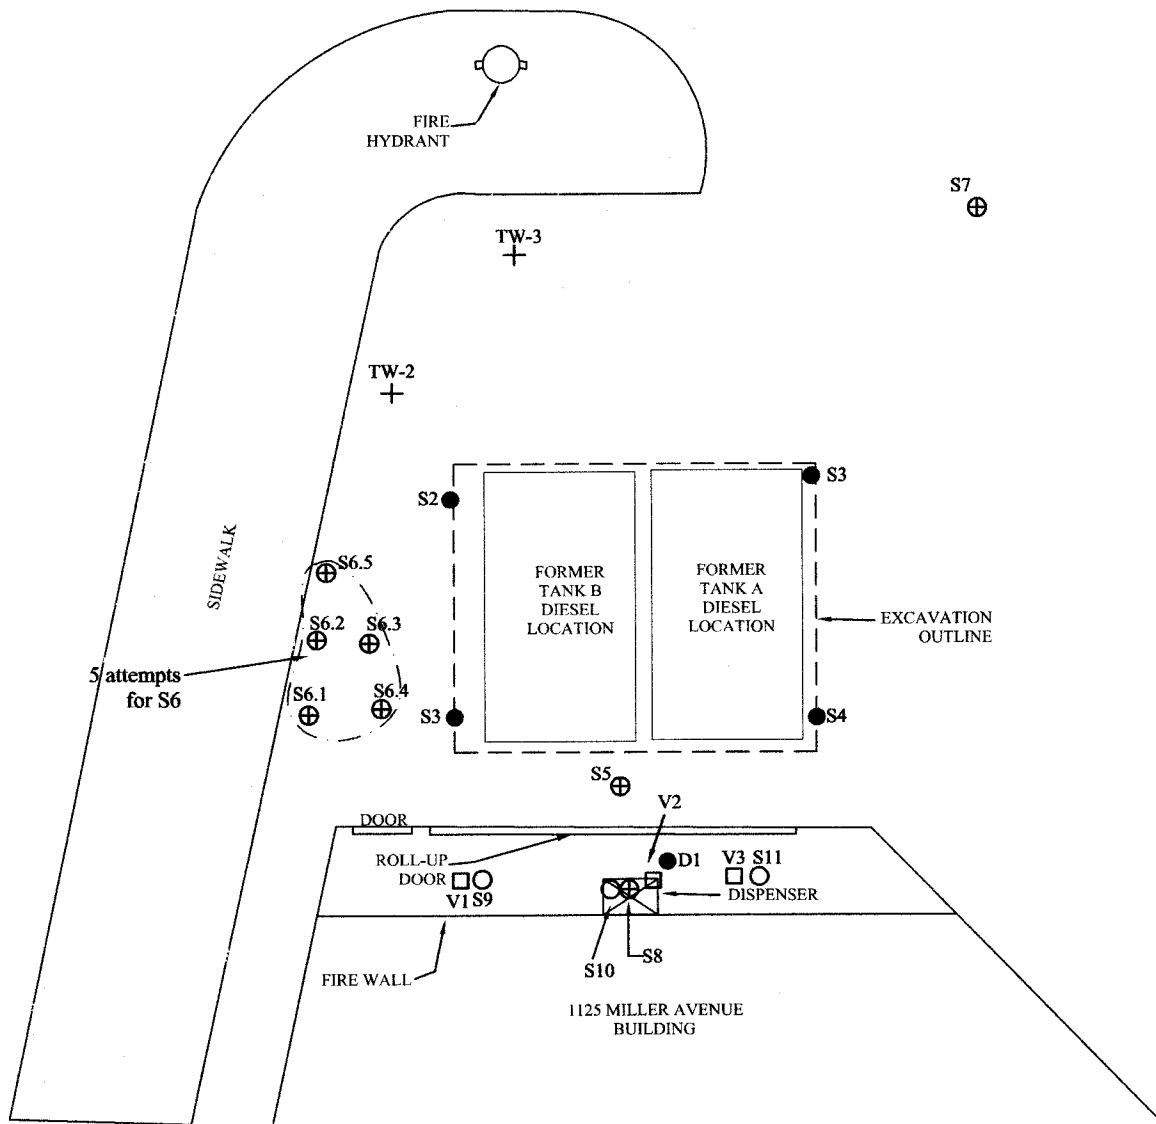 FIRE
HYDRANT
S7
TW-3
TW-2
S3
S2
SIDEWALK
S6.5
FORMER
TANK B
DIESEL
LOCATION
FORMER
TANK A
DIESEL
LOCATION
EXCAVATION
OUTLINE
S6.2
S6.3
5 attempts
for S6
S6.1
S6.4
S3
S4
S5
V2
DOOR
ROLL-UP
DOOR
D1
V3
S11
V1
S9
DISPENSER
S10
S8
FIRE WALL
1125 MILLER AVENUE
BUILDING